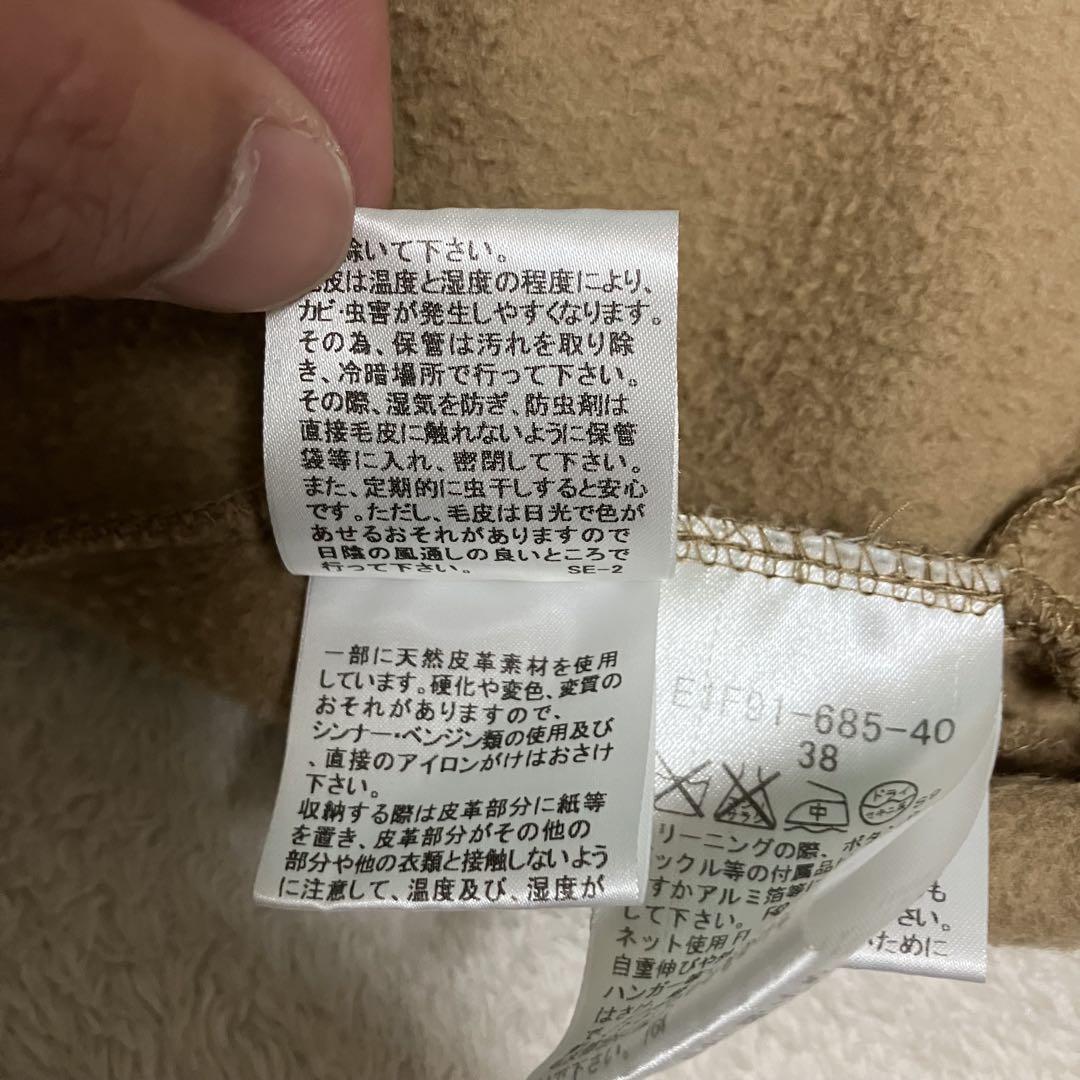 除いて下さい。
皮は温度と湿度の程度により、
カビ・虫害が発生しやすくなります。
その為、保管は汚れを取り除
き、冷暗場所で行って下さい。
その際、湿気を防ぎ、防虫剤は
直接毛皮に触れないように保管
袋等に入れ、密閉して下さい。
また、定期的に虫干しすると安心
です。ただし、毛皮は日光で色が
あせるおそれがありますので
日陰の風通しの良いところで
行って下さい。 SE-2
一部に天然皮革素材を使用
しています。硬化や変色、変質の
おそれがありますので、
シンナー・ベンジン類の使用及び
、直接のアイロンがけはおさけ
下さい。
収納する際は皮革部分に紙等
を置き、皮革部分がその他の
部分や他の衣類と接触しないよう
に注意して、温度及び、湿度が
E1F91-685-40
38
サラシ
中
ドライ
リーニングの際、ボタ
ックル等の付属品
すかアルミ箔等 も
して下さい。 さい。
ネット使用 いために
自重伸びや
ハンガー
はさ
下さい。